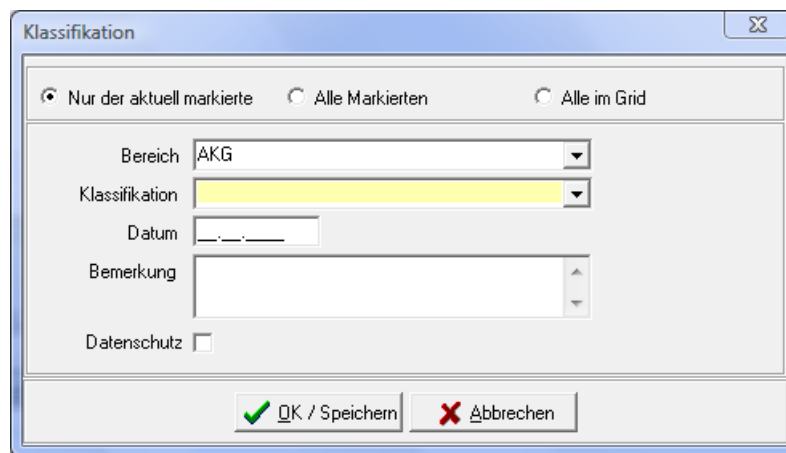 Klassifikation
Nur der aktuell markierte Alle Markierten Alle im Grid
Bereich AKG
Klassifikation
Datum __.__.____
Bemerkung
Datenschutz
OK / Speichern Abbrechen